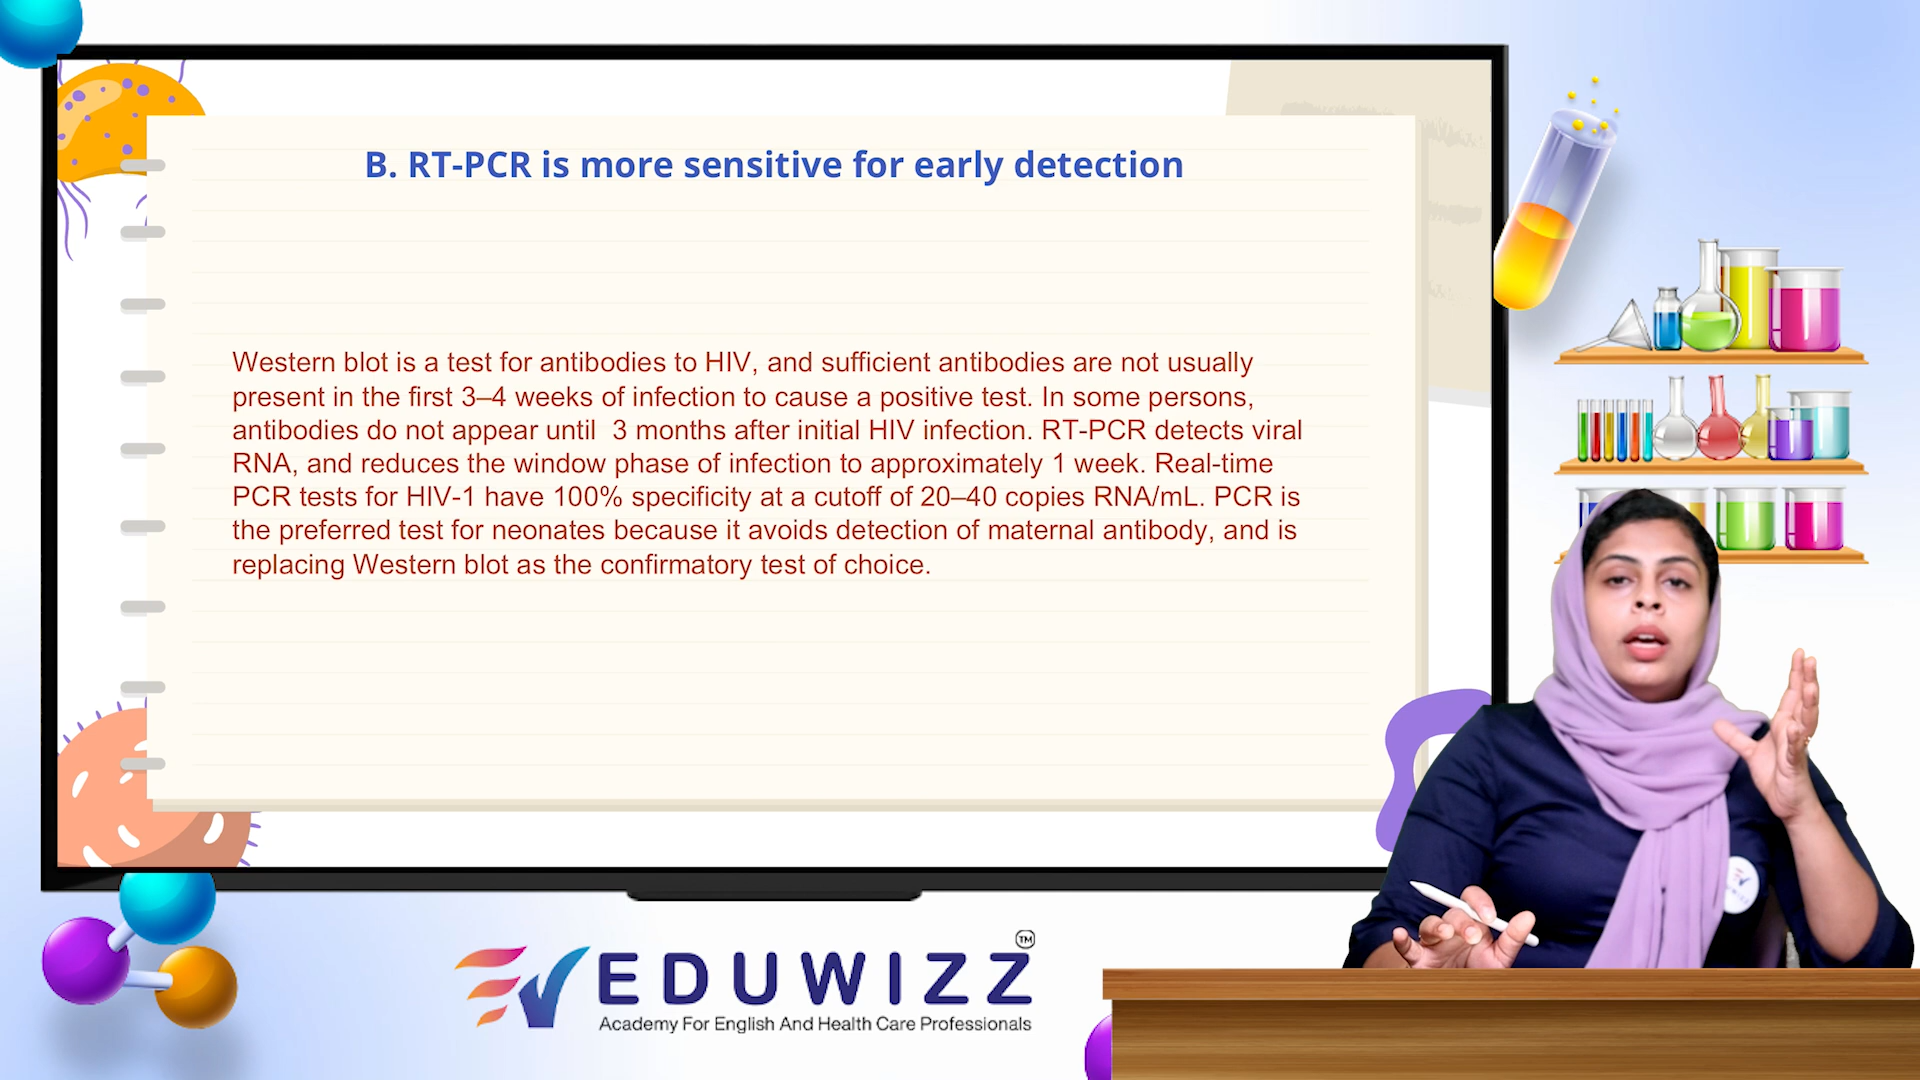 B. RT-PCR is more sensitive for early detection
Western blot is a test for antibodies to HIV, and sufficient antibodies are not usually
present in the first 3–4 weeks of infection to cause a positive test. In some persons,
antibodies do not appear until  3 months after initial HIV infection. RT-PCR detects viral
RNA, and reduces the window phase of infection to approximately 1 week. Real-time
PCR tests for HIV-1 have 100% specificity at a cutoff of 20–40 copies RNA/mL. PCR is
the preferred test for neonates because it avoids detection of maternal antibody, and is
replacing Western blot as the confirmatory test of choice.
EDUWIZZ TM
Academy For English And Health Care Professionals